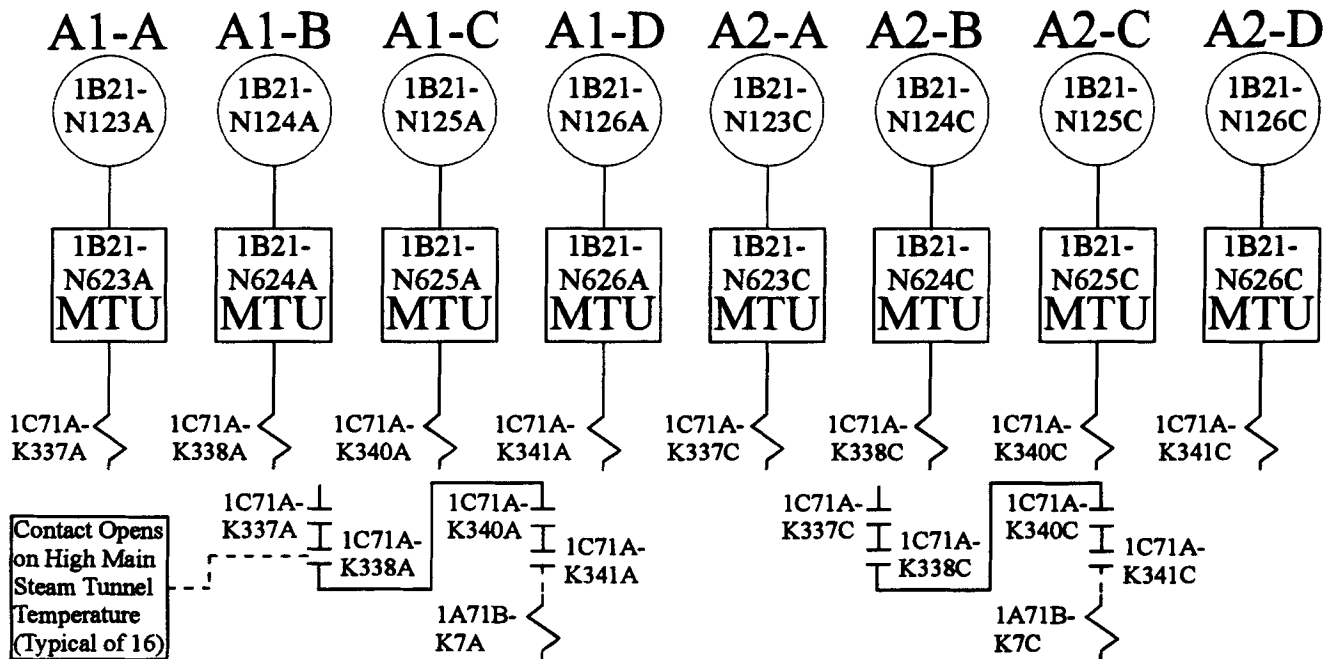 A1-A A1-B A1-C A1-D A2-A A2-B A2-C A2-D
1B21- 1B21- 1B21- 1B21- 1B21- 1B21- 1B21- 1B21-
N123A N124A N125A N126A N123C N124C N125C N126C
1B21- 1B21- 1B21- 1B21- 1B21- 1B21- 1B21- 1B21-
N623A N624A N625A N626A N623C N624C N625C N626C
MTU MTU MTU MTU MTU MTU MTU MTU
1C71A- 1C71A- 1C71A- 1C71A- 1C71A- 1C71A- 1C71A- 1C71A-
K337A K338A K340A K341A K337C K338C K340C K341C
1C71A- 1C71A- 1C71A- 1C71A-
K337A K340A K337C K340C
1C71A- 1C71A- 1C71A- 1C71A-
K338A K341A K338C K341C
1A71B- 1A71B-
K7A K7C
Contact Opens
on High Main
Steam Tunnel
Temperature
(Typical of 16)